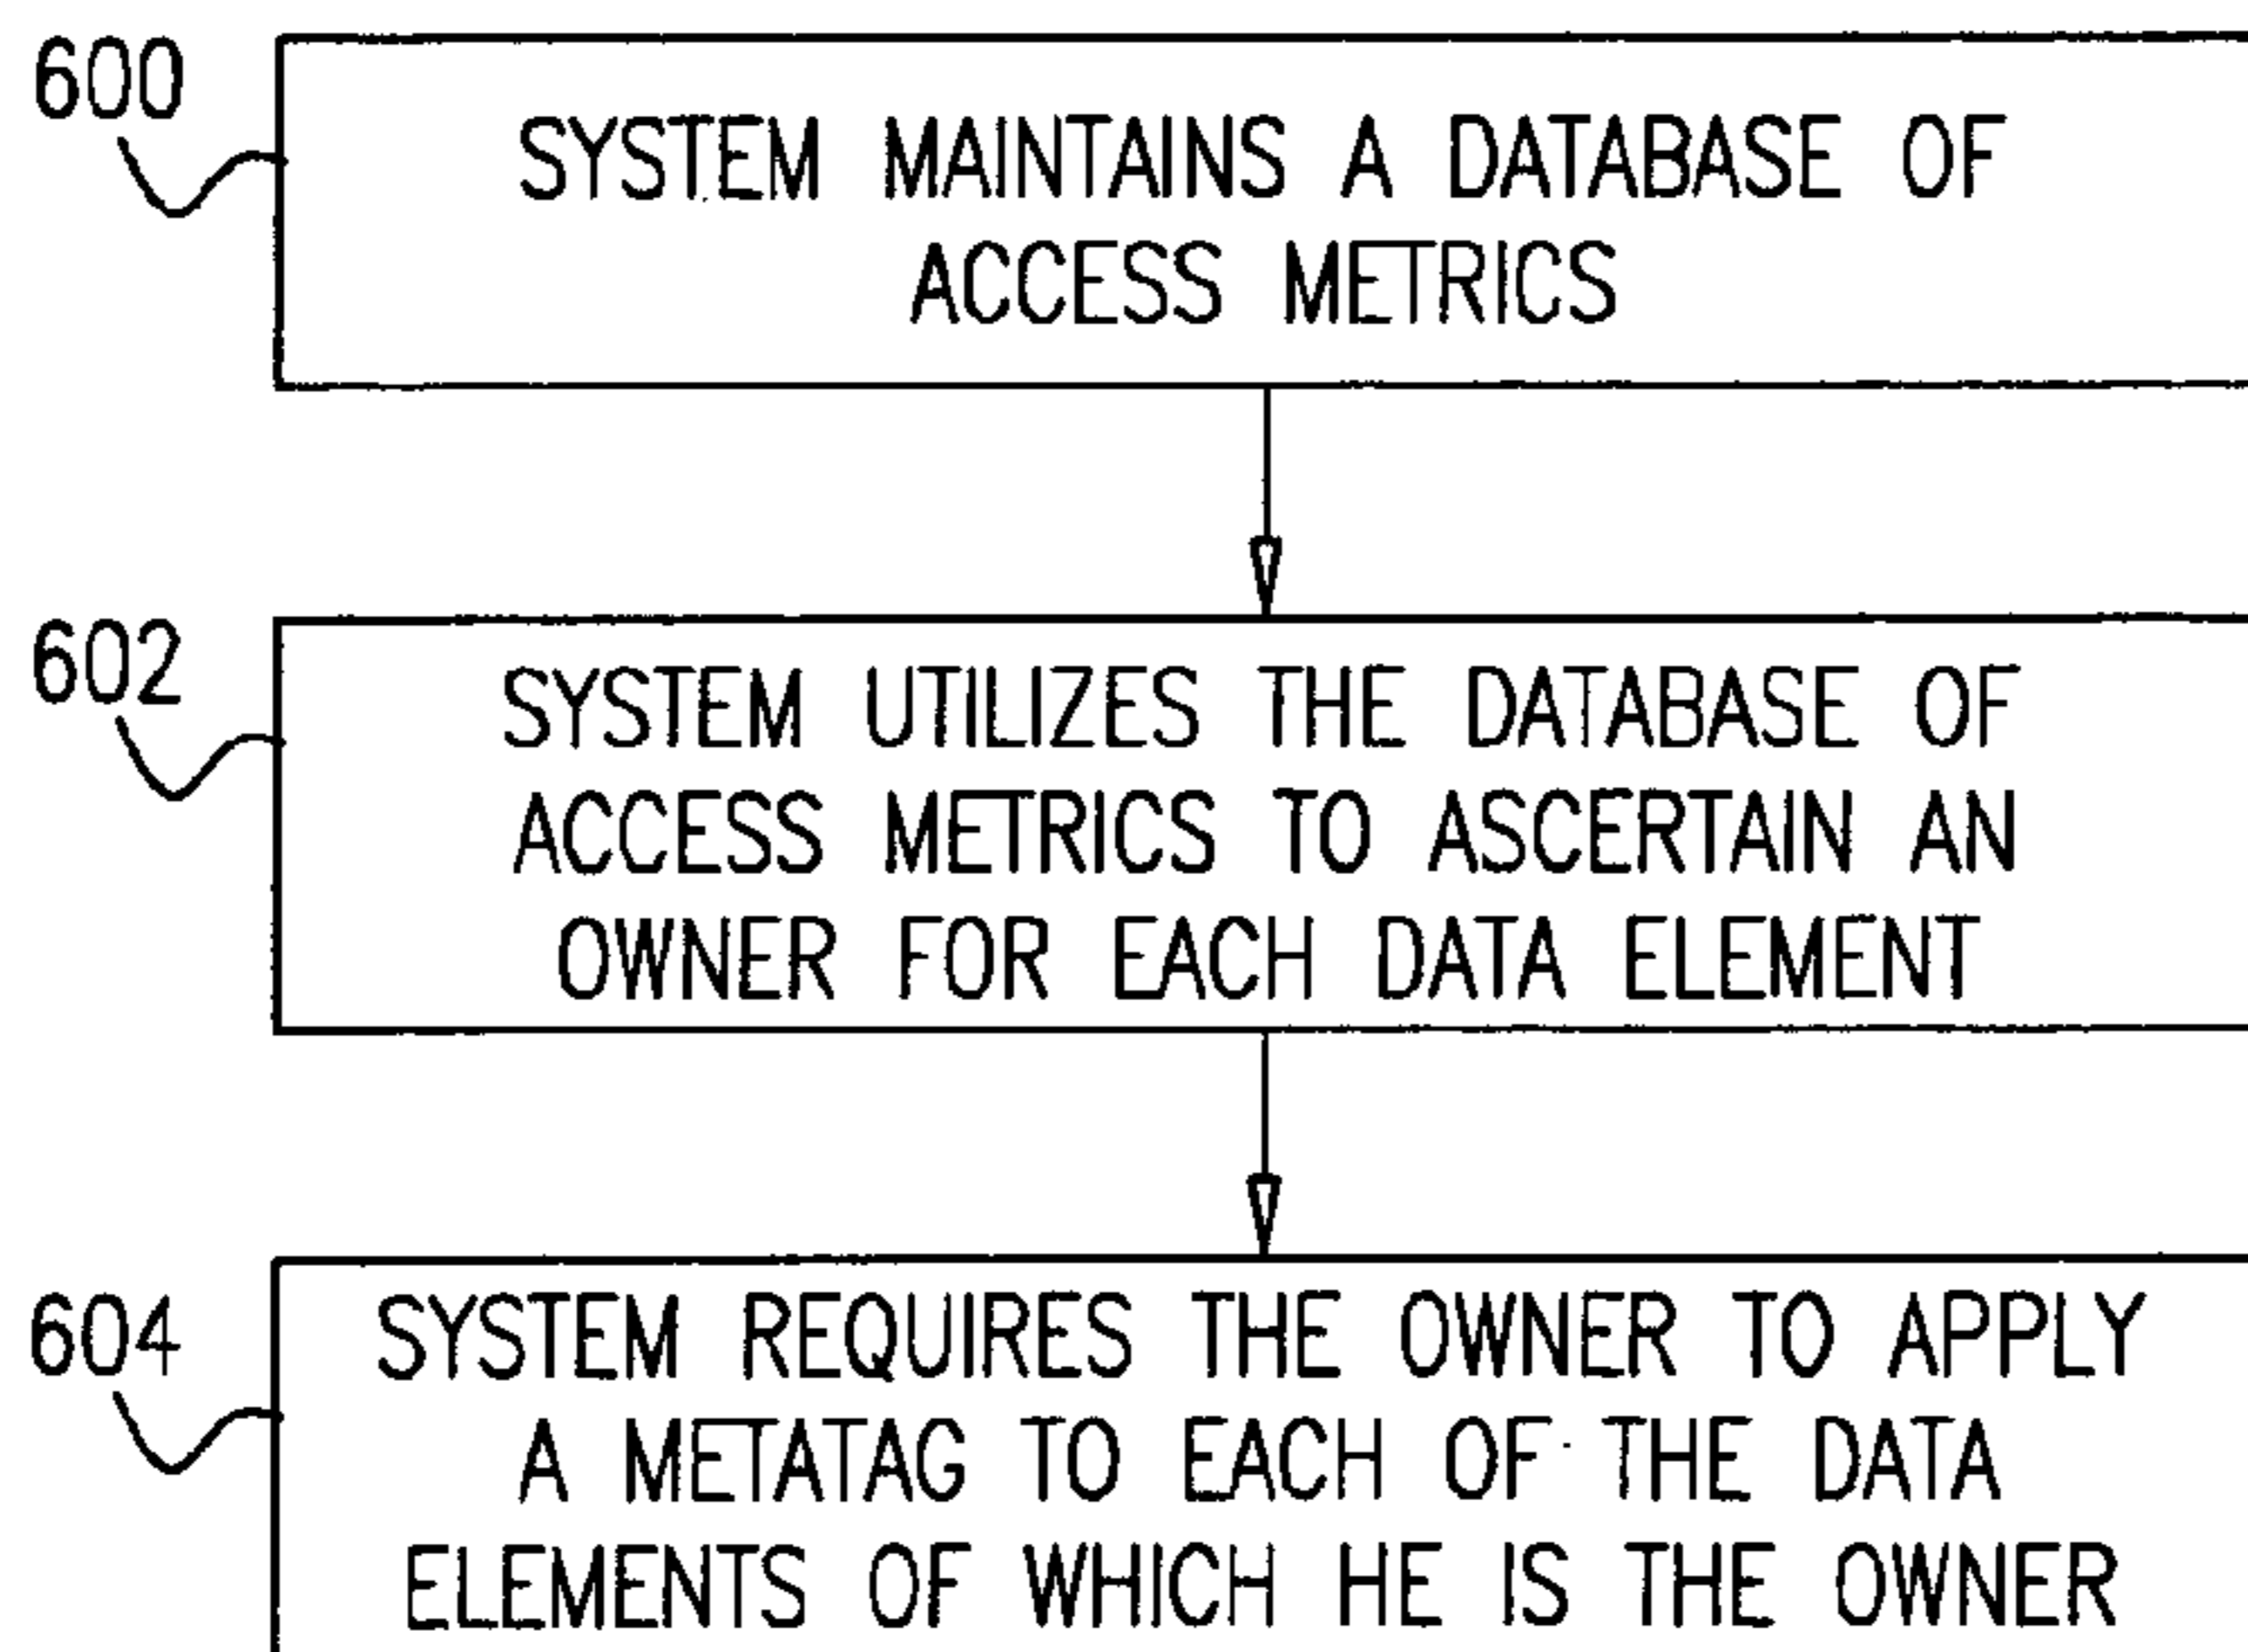 600
SYSTEM MAINTAINS A DATABASE OF
ACCESS METRICS
602
SYSTEM UTILIZES THE DATABASE OF
ACCESS METRICS TO ASCERTAIN AN
OWNER FOR EACH DATA ELEMENT
604
SYSTEM REQUIRES THE OWNER TO APPLY
A METATAG TO EACH OF THE DATA
ELEMENTS OF WHICH HE IS THE OWNER